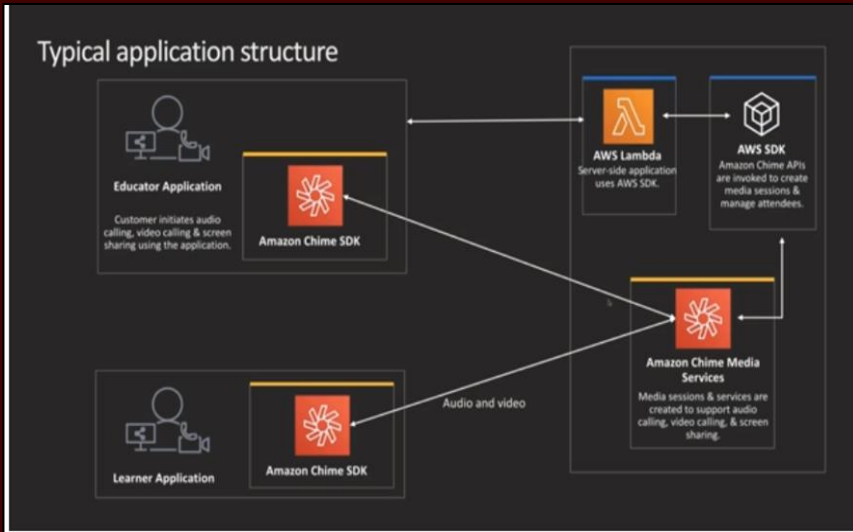 Typical application structure
Educator Application
Customer initiates audio
calling, video calling & screen
sharing using the application.
Amazon Chime SDK
AWS Lambda
Server-side application
uses AWS SDK.
AWS SDK
Amazon Chime APIs
are invoked to create
media sessions &
manage attendees.
Amazon Chime Media
Services
Media sessions & services are
created to support audio
calling, video calling, & screen
sharing.
Audio and video
Learner Application
Amazon Chime SDK